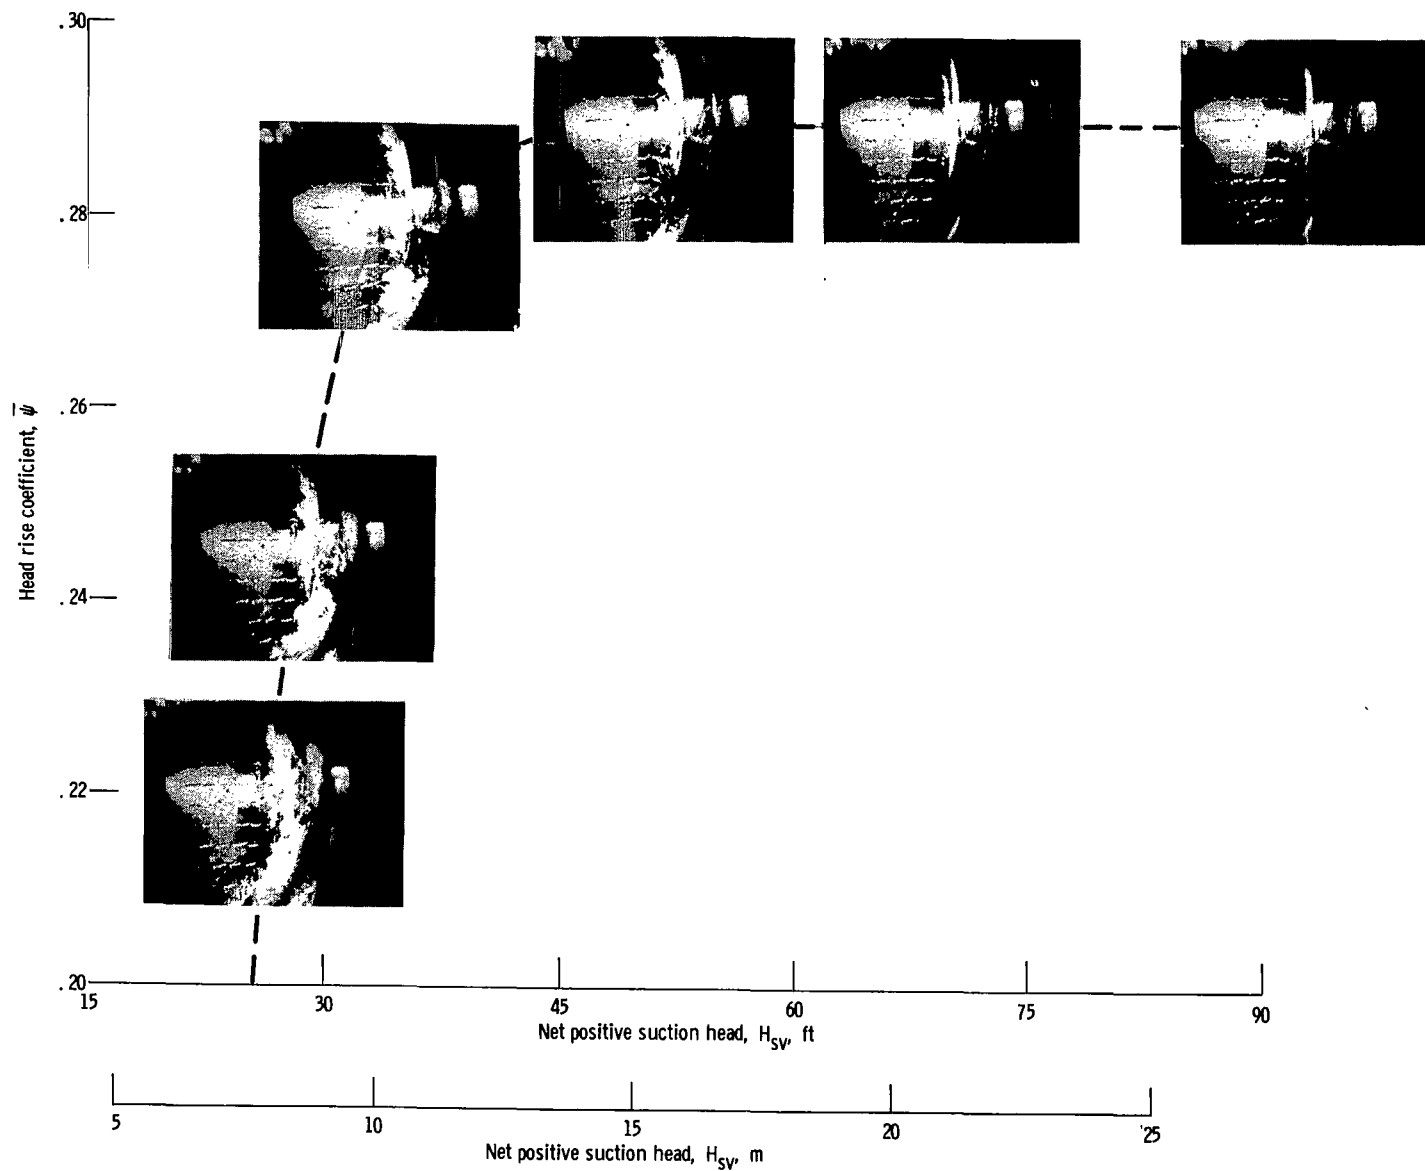 .30
.28
.26
.24
.22
.20
Head rise coefficient, ψ̄
15 30 45 60 75 90
Net positive suction head, H_SV, ft
5 10 15 20 25
Net positive suction head, H_SV, m